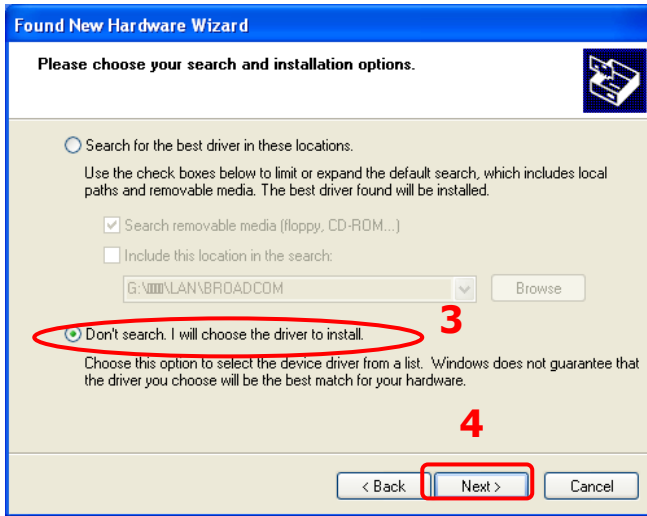 Found New Hardware Wizard
Please choose your search and installation options.
Search for the best driver in these locations.
Use the check boxes below to limit or expand the default search, which includes local
paths and removable media. The best driver found will be installed.
Search removable media (floppy, CD-ROM...)
Include this location in the search:
G:\\LAN\BROADCOM
Browse
3
Don't search. I will choose the driver to install.
Choose this option to select the device driver from a list. Windows does not guarantee that
the driver you choose will be the best match for your hardware.
4
< Back
Next >
Cancel